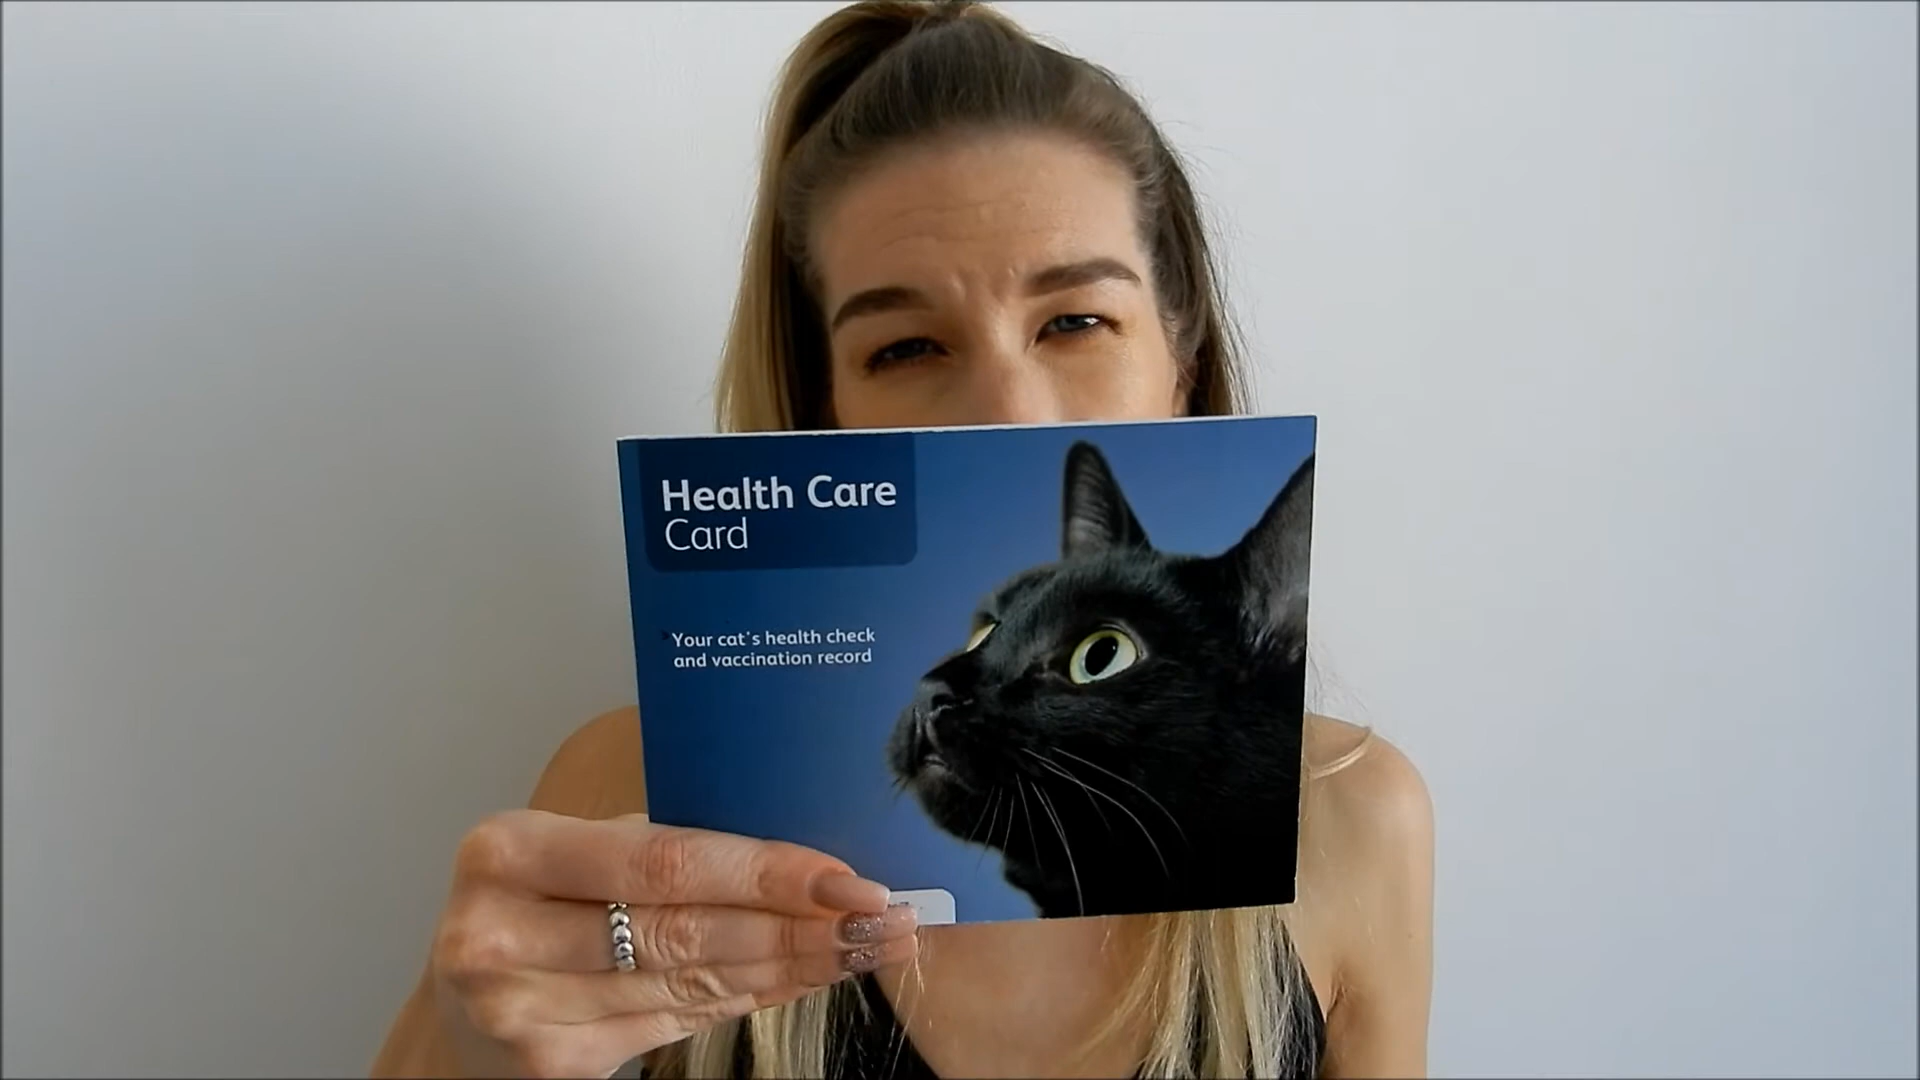 Health Care
Card
Your cat's health check
and vaccination record